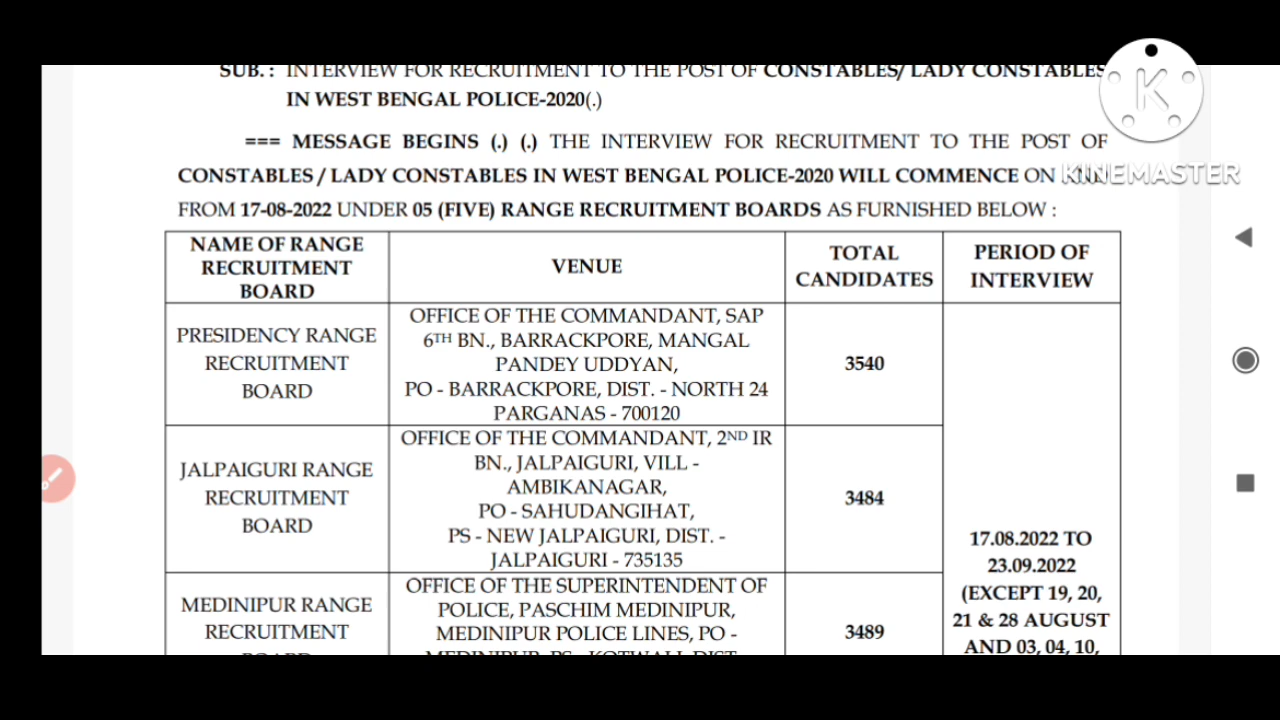 SUB. : INTERVIEW FOR RECRUITMENT TO THE POST OF CONSTABLES/ LADY CONSTABLES
IN WEST BENGAL POLICE-2020(.)
=== MESSAGE BEGINS (.) (.) THE INTERVIEW FOR RECRUITMENT TO THE POST OF
CONSTABLES / LADY CONSTABLES IN WEST BENGAL POLICE-2020 WILL COMMENCE ON
FROM 17-08-2022 UNDER 05 (FIVE) RANGE RECRUITMENT BOARDS AS FURNISHED BELOW :
K
KINEMASTER
NAME OF RANGE
RECRUITMENT
BOARD
VENUE
TOTAL
CANDIDATES
PERIOD OF
INTERVIEW
PRESIDENCY RANGE
RECRUITMENT
BOARD
OFFICE OF THE COMMANDANT, SAP
6TH BN., BARRACKPORE, MANGAL
PANDEY UDDYAN,
PO - BARRACKPORE, DIST. - NORTH 24
PARGANAS - 700120
3540
JALPAIGURI RANGE
RECRUITMENT
BOARD
OFFICE OF THE COMMANDANT, 2ND IR
BN., JALPAIGURI, VILL -
AMBIKANAGAR,
PO - SAHUDANGIHAT,
PS - NEW JALPAIGURI, DIST. -
JALPAIGURI - 735135
3484
MEDINIPUR RANGE
RECRUITMENT
OFFICE OF THE SUPERINTENDENT OF
POLICE, PASCHIM MEDINIPUR,
MEDINIPUR POLICE LINES, PO -
3489
17.08.2022 TO
23.09.2022
(EXCEPT 19, 20,
21 & 28 AUGUST
AND 03, 04, 10,